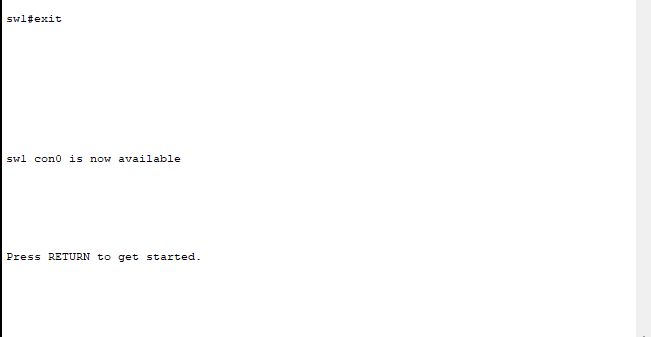 sw1#exit
sw1 con0 is now available
Press RETURN to get started.